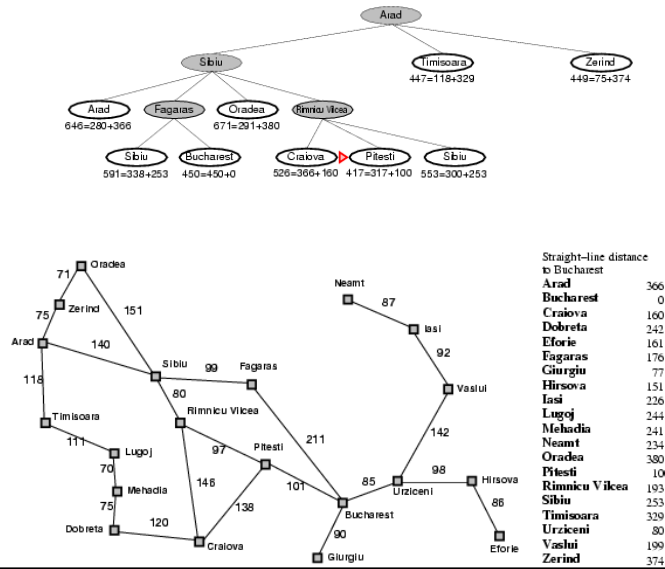 Arad
Sibiu Timisoara Zerind
447=118+329 449=75+374
Arad Fagaras Oradea Rimnicu Vilcea
646=280+366 671=291+380
Sibiu Bucharest Craiova Pitesti Sibiu
591=338+253 450=450+0 526=366+160 417=317+100 553=300+253
Oradea
71
Zerind
75
151
Arad
140
118
Sibiu
99
Fagaras
80
Rimnicu Vilcea
Timisoara
111
Lugoj
70
Mehadia
75
Dobreta
120
Craiova
146
97
Pitesti
138
101
211
Bucharest
90
Giurgiu
85
Urziceni
98
Hirsova
86
Eforie
142
Vaslui
92
Iasi
87
Neamt
Straight-line distance
to Bucharest
Arad 366
Bucharest 0
Craiova 160
Dobreta 242
Eforie 161
Fagaras 176
Giurgiu 77
Hirsova 151
Iasi 226
Lugoj 244
Mehadia 241
Neamt 234
Oradea 380
Pitesti 10
Rimnicu Vilcea 193
Sibiu 253
Timisoara 329
Urziceni 80
Vaslui 199
Zerind 374